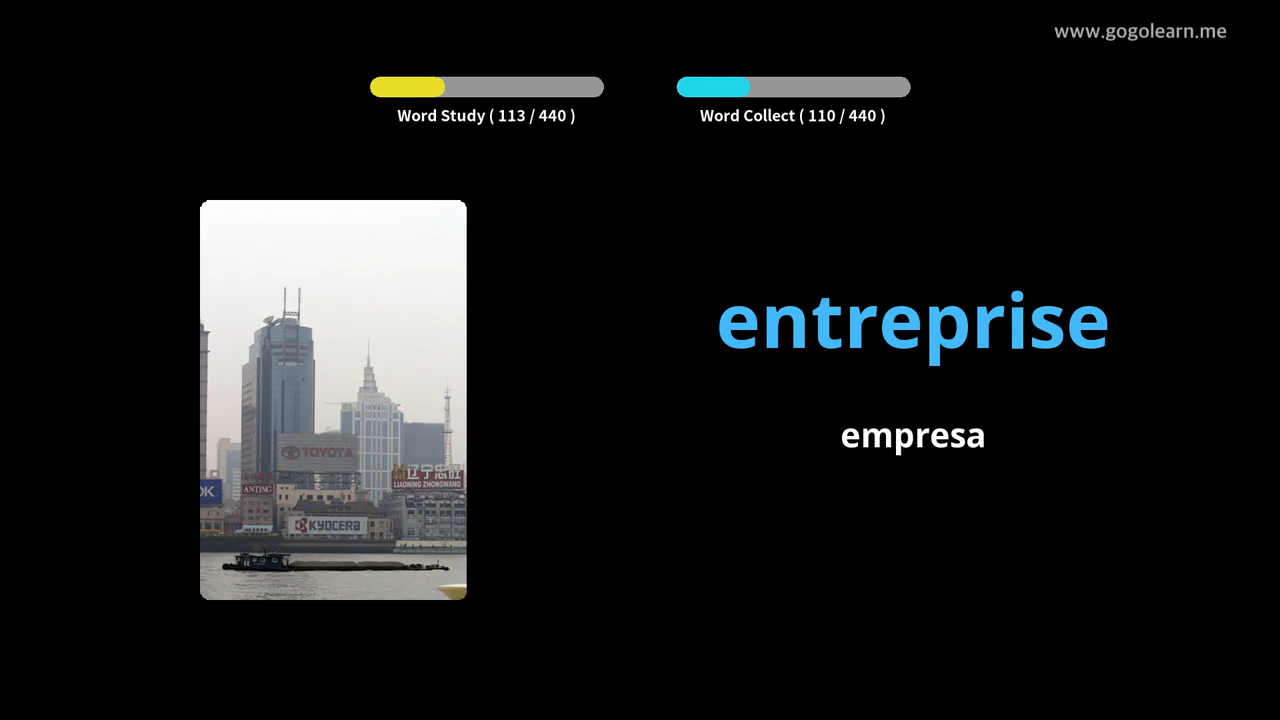 www.gogolearn.me
Word Study ( 113 / 440 )
Word Collect ( 110 / 440 )
entreprise
empresa
TOYOTA
辽宁忠旺
LIAONING ZHONGWANG
OK
ANTING
KYOCERA